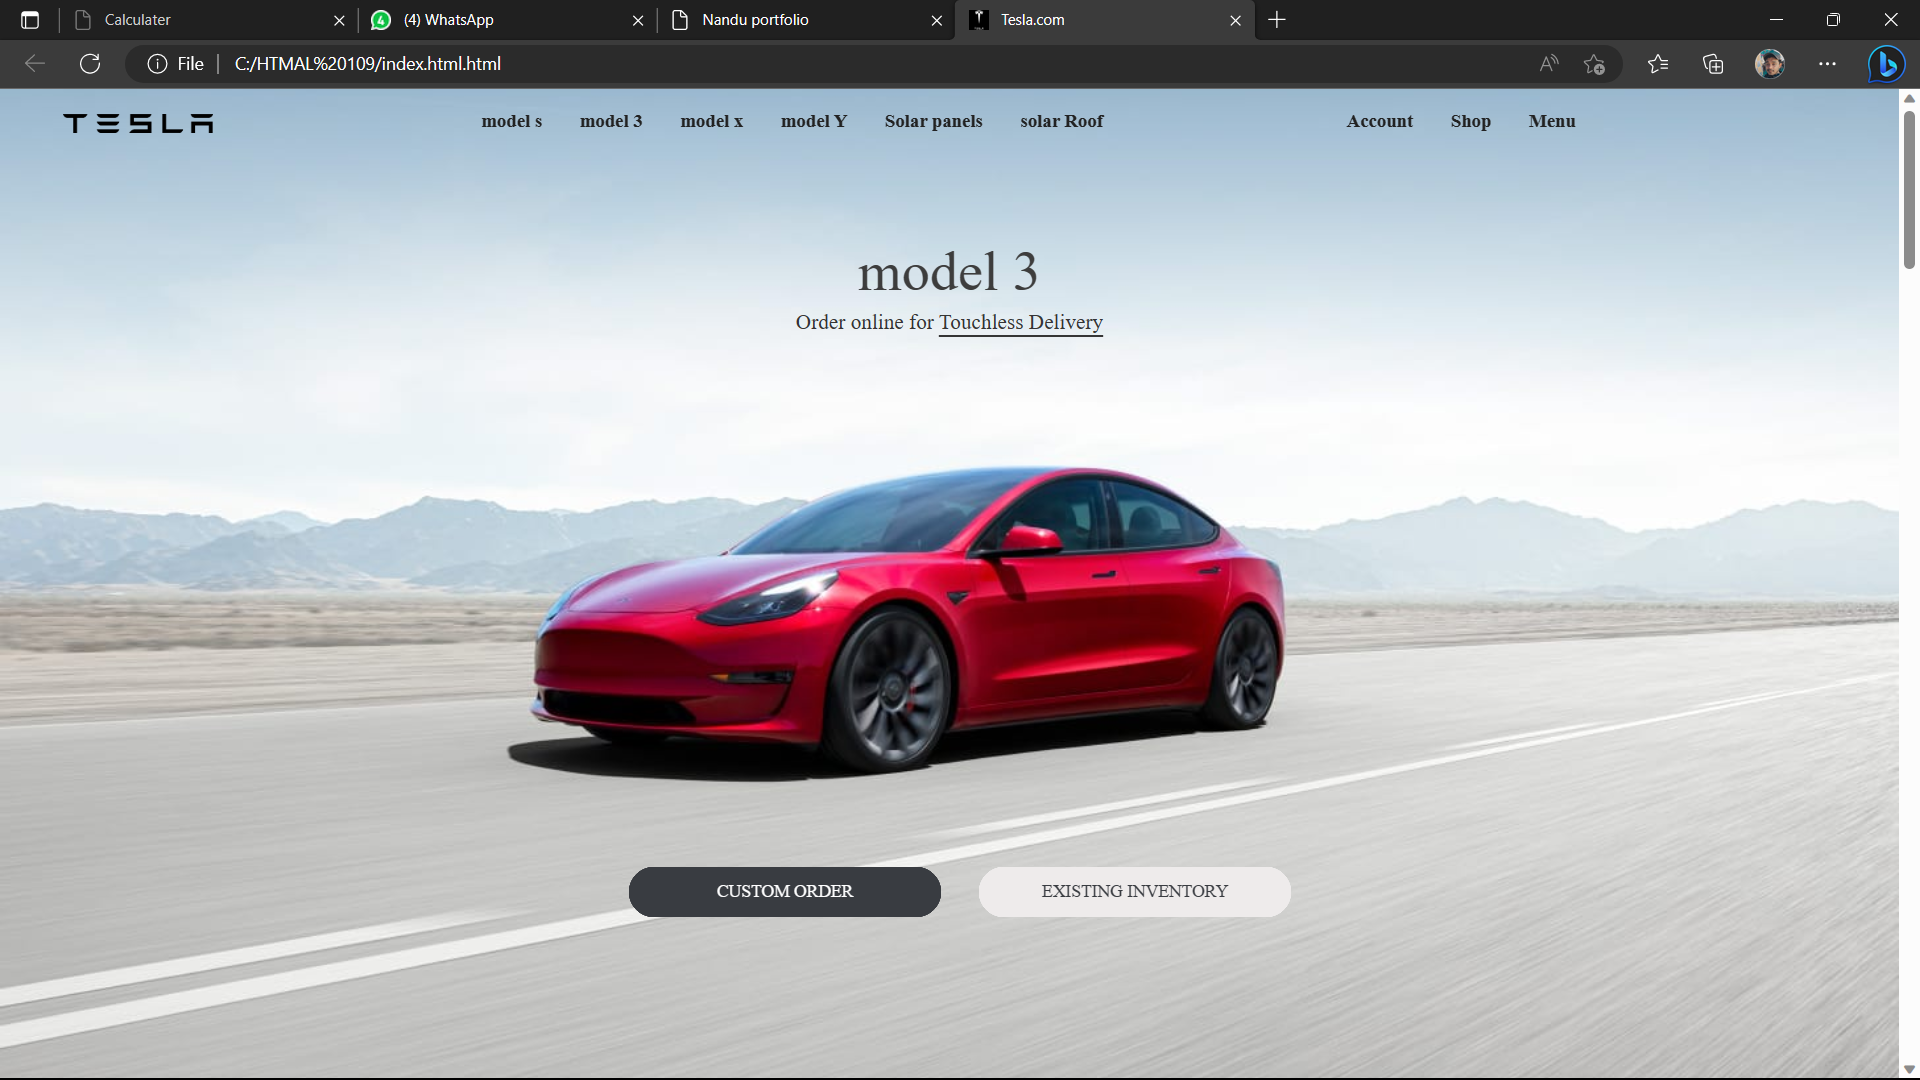 Calculater
(4) WhatsApp
Nandu portfolio
Tesla.com
File
C:/HTMAL%20109/index.html.html
TESLA
model s model 3 model x model Y Solar panels solar Roof Account Shop Menu
model 3
Order online for Touchless Delivery
CUSTOM ORDER
EXISTING INVENTORY